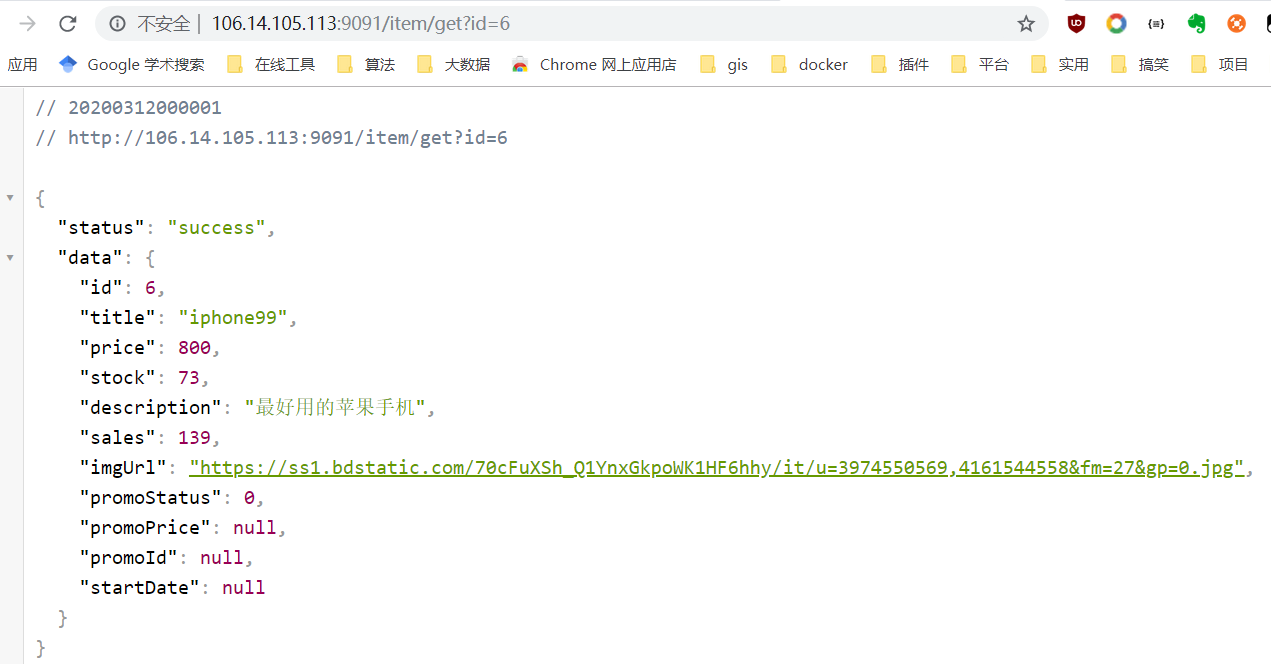 不安全 | 106.14.105.113:9091/item/get?id=6
应用 Google 学术搜索 在线工具 算法 大数据 Chrome 网上应用店 gis docker 插件 平台 实用 搞笑 项目
// 20200312000001
// http://106.14.105.113:9091/item/get?id=6
{
"status": "success",
"data": {
"id": 6,
"title": "iphone99",
"price": 800,
"stock": 73,
"description": "最好用的苹果手机",
"sales": 139,
"imgUrl": "https://ss1.bdstatic.com/70cFuXSh_Q1YnxGkpoWK1HF6hhy/it/u=3974550569,4161544558&fm=27&gp=0.jpg",
"promoStatus": 0,
"promoPrice": null,
"promoId": null,
"startDate": null
}
}